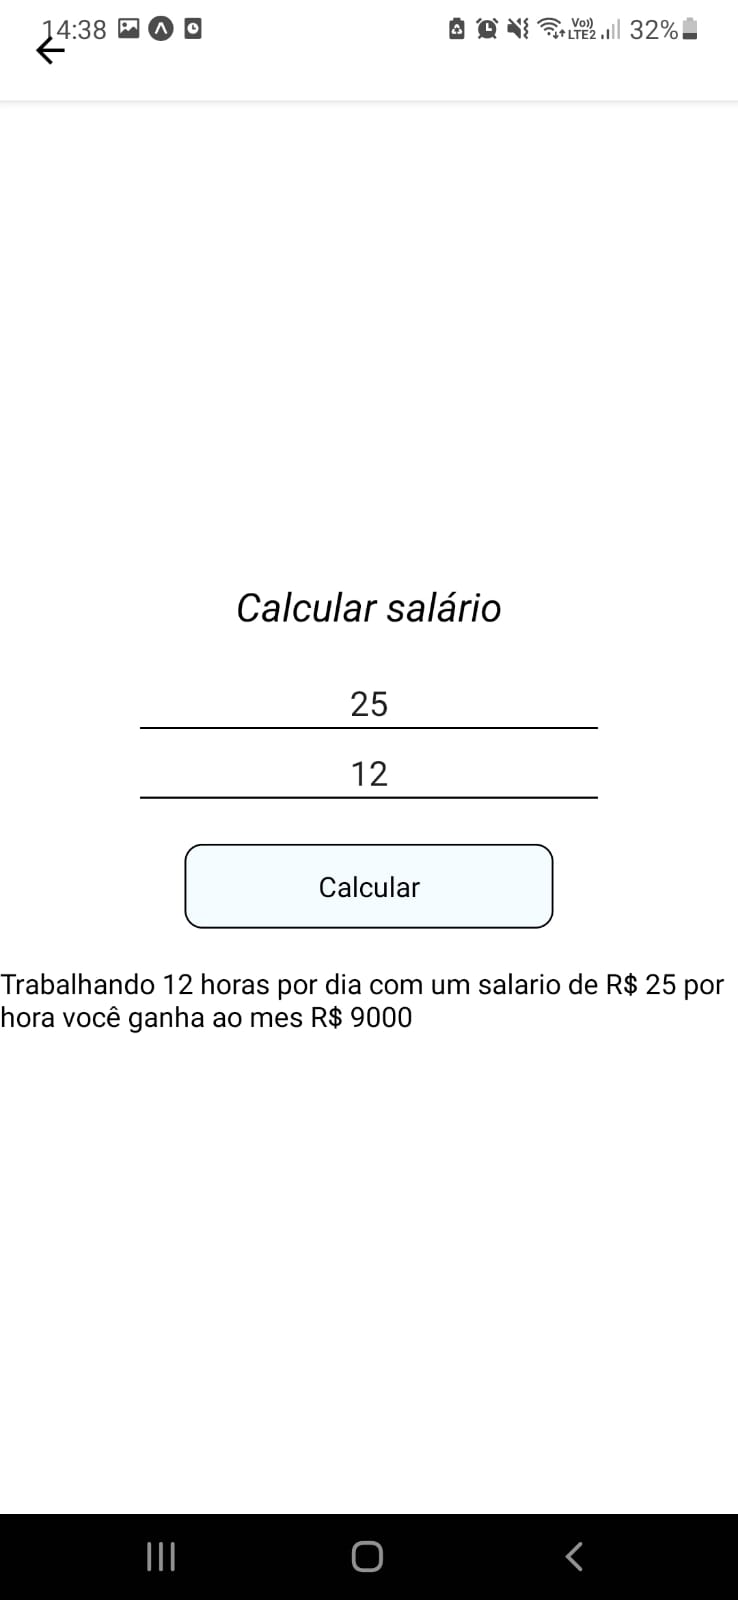 14:38
Vo))
LTE2
32%
Calcular salário
25
12
Calcular
Trabalhando 12 horas por dia com um salario de R$ 25 por
hora você ganha ao mes R$ 9000